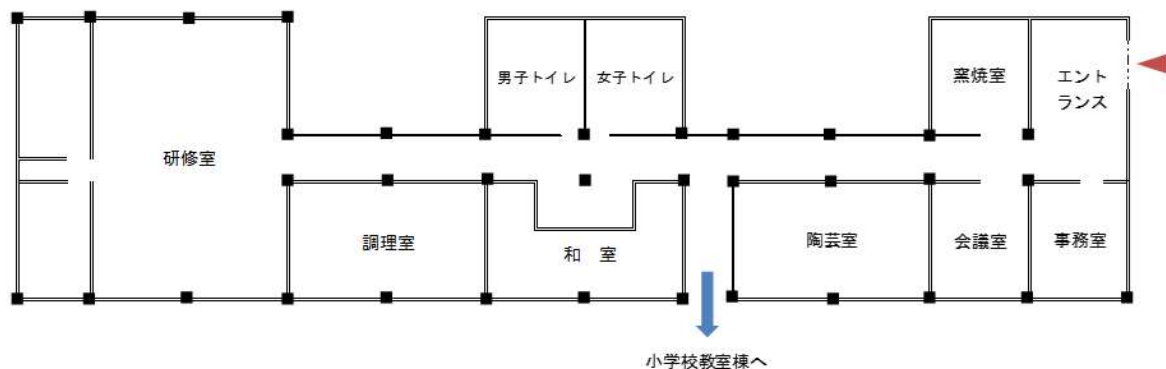 男子トイレ
女子トイレ
窯焼室
エント
ランス
研修室
調理室
和 室
陶芸室
会議室
事務室
小学校教室棟へ